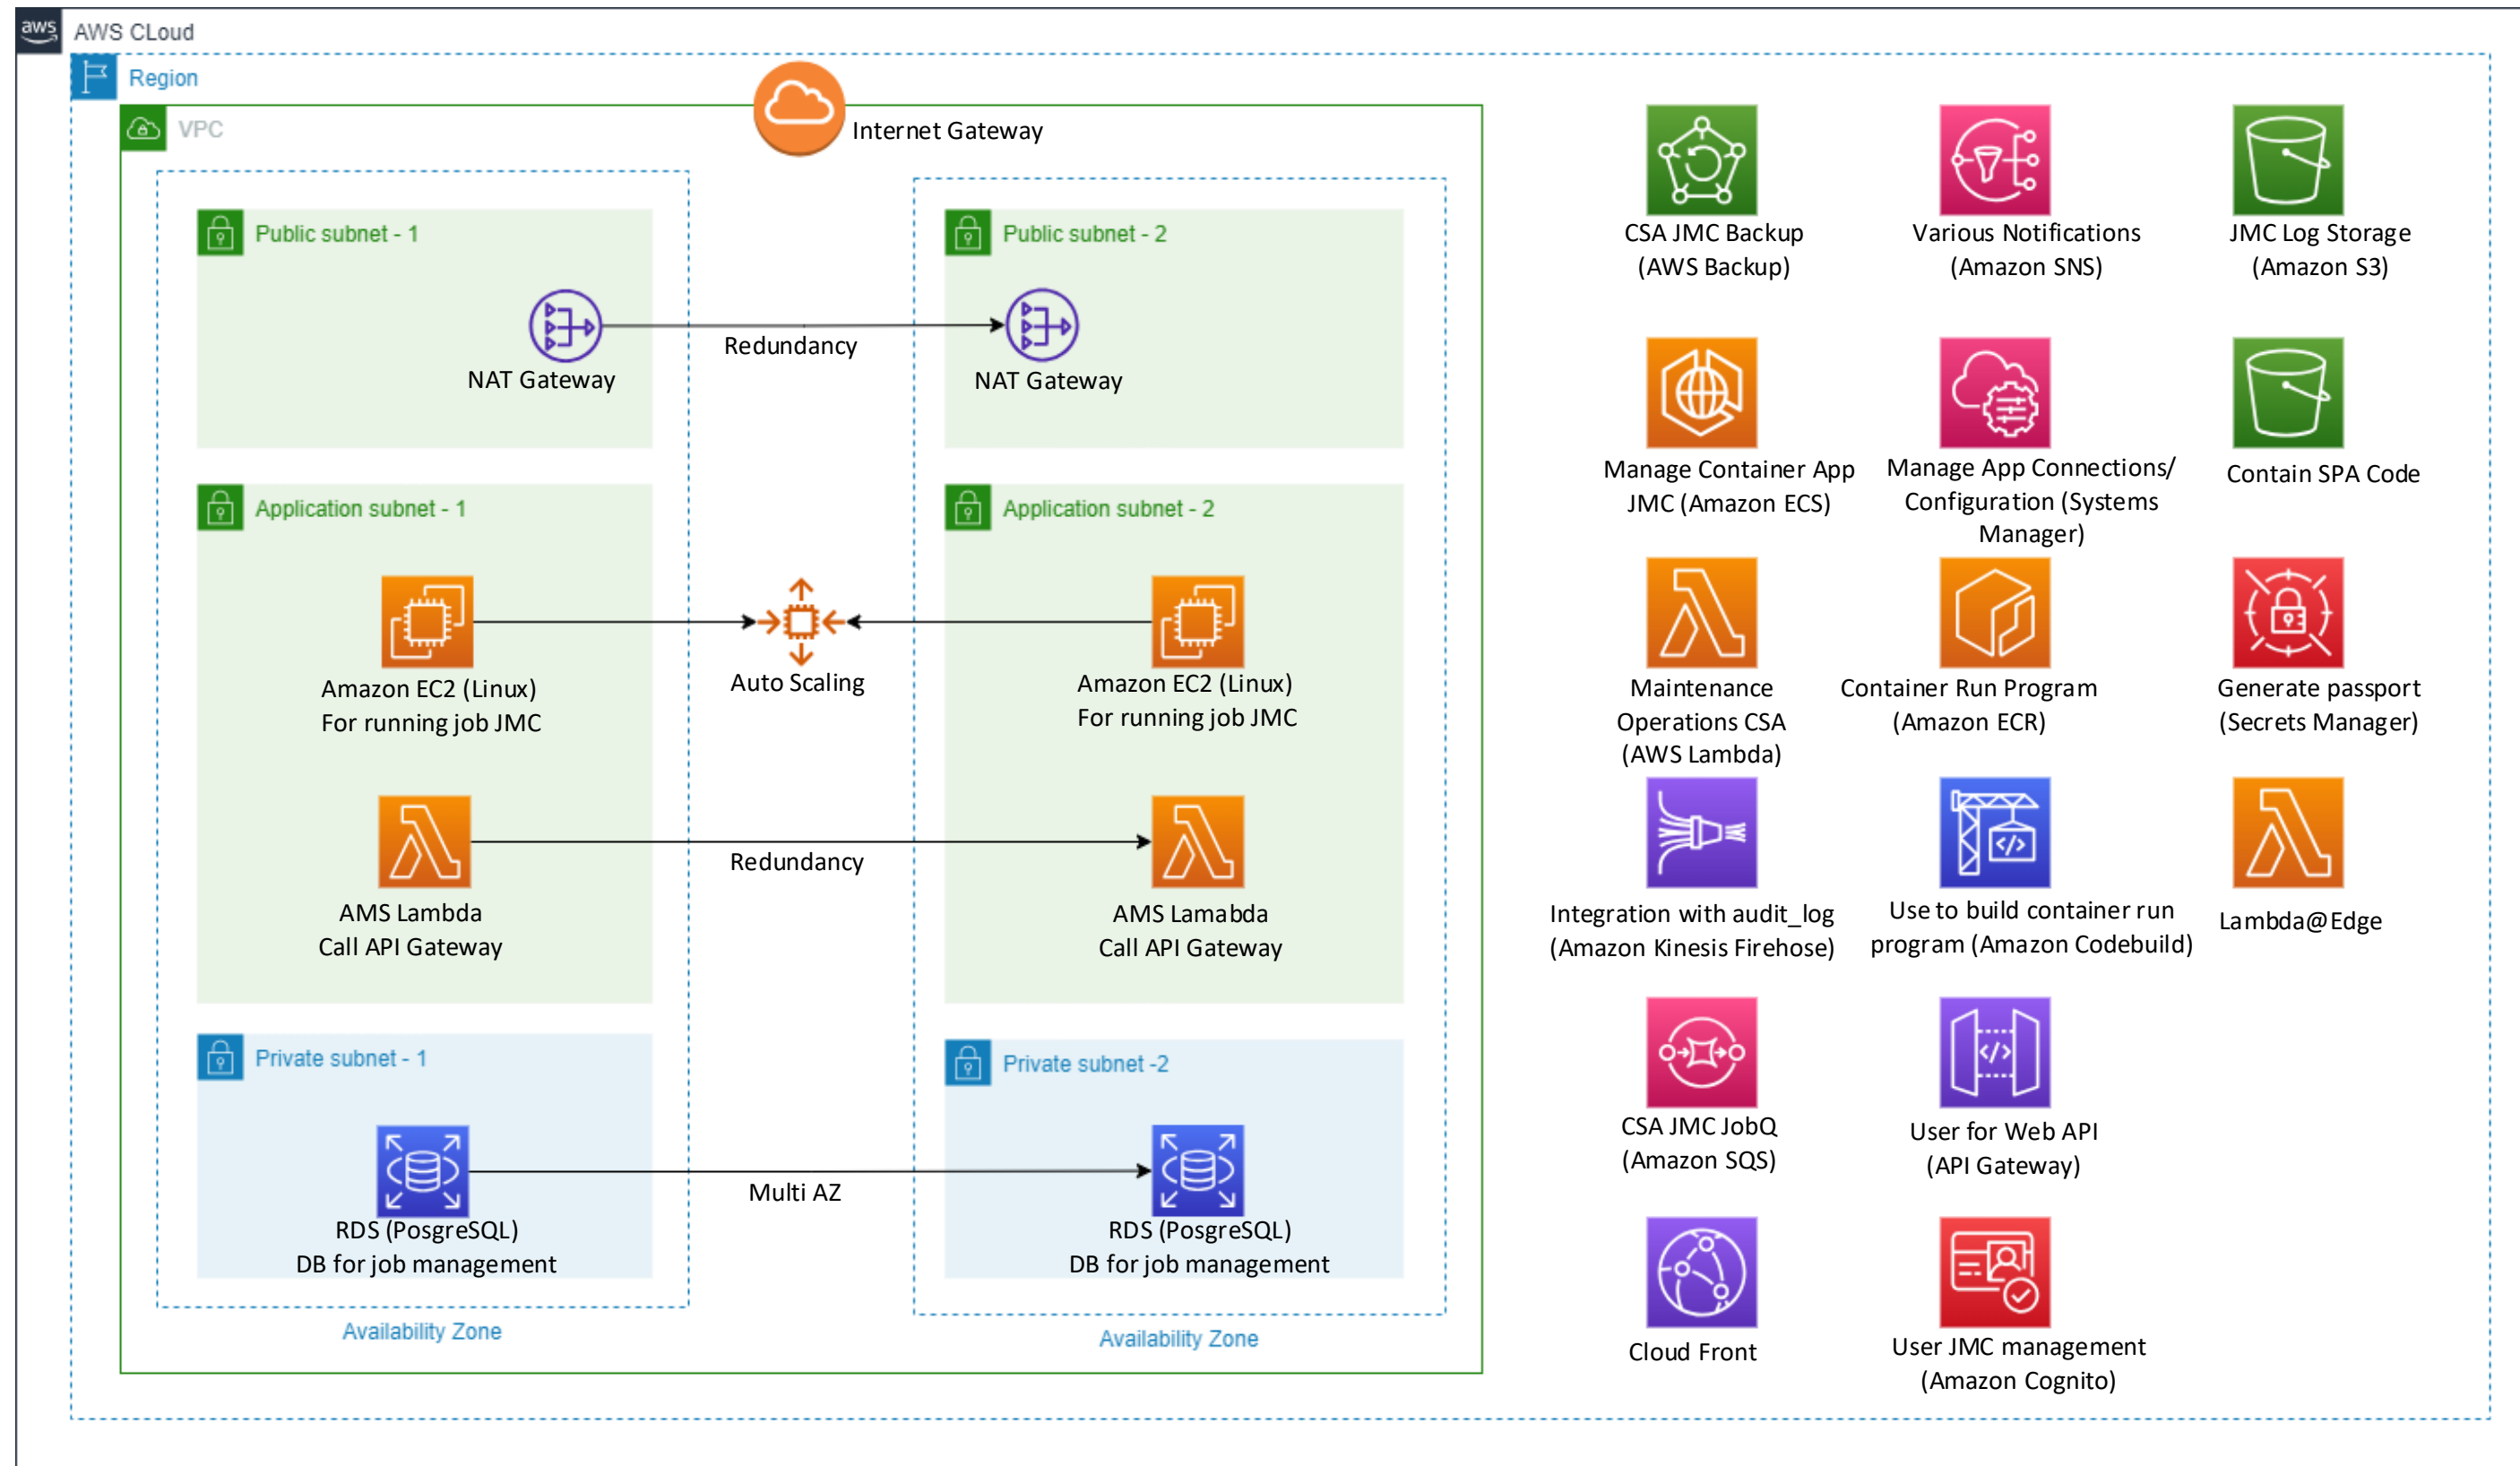 aws
AWS CLoud
Region
VPC
Internet Gateway
Public subnet - 1
Public subnet - 2
NAT Gateway
Redundancy
NAT Gateway
Application subnet - 1
Application subnet - 2
Amazon EC2 (Linux)
For running job JMC
Auto Scaling
Amazon EC2 (Linux)
For running job JMC
AMS Lambda
Call API Gateway
Redundancy
AMS Lamabda
Call API Gateway
Private subnet - 1
Private subnet -2
RDS (PosgreSQL)
DB for job management
Multi AZ
RDS (PosgreSQL)
DB for job management
Availability Zone
Availability Zone
CSA JMC Backup
(AWS Backup)
Various Notifications
(Amazon SNS)
JMC Log Storage
(Amazon S3)
Manage Container App
JMC (Amazon ECS)
Manage App Connections/
Configuration (Systems
Manager)
Contain SPA Code
Maintenance
Operations CSA
(AWS Lambda)
Container Run Program
(Amazon ECR)
Generate passport
(Secrets Manager)
Integration with audit_log
(Amazon Kinesis Firehose)
</>
Use to build container run
program (Amazon Codebuild)
Lambda@Edge
CSA JMC JobQ
(Amazon SQS)
</>
User for Web API
(API Gateway)
Cloud Front
User JMC management
(Amazon Cognito)